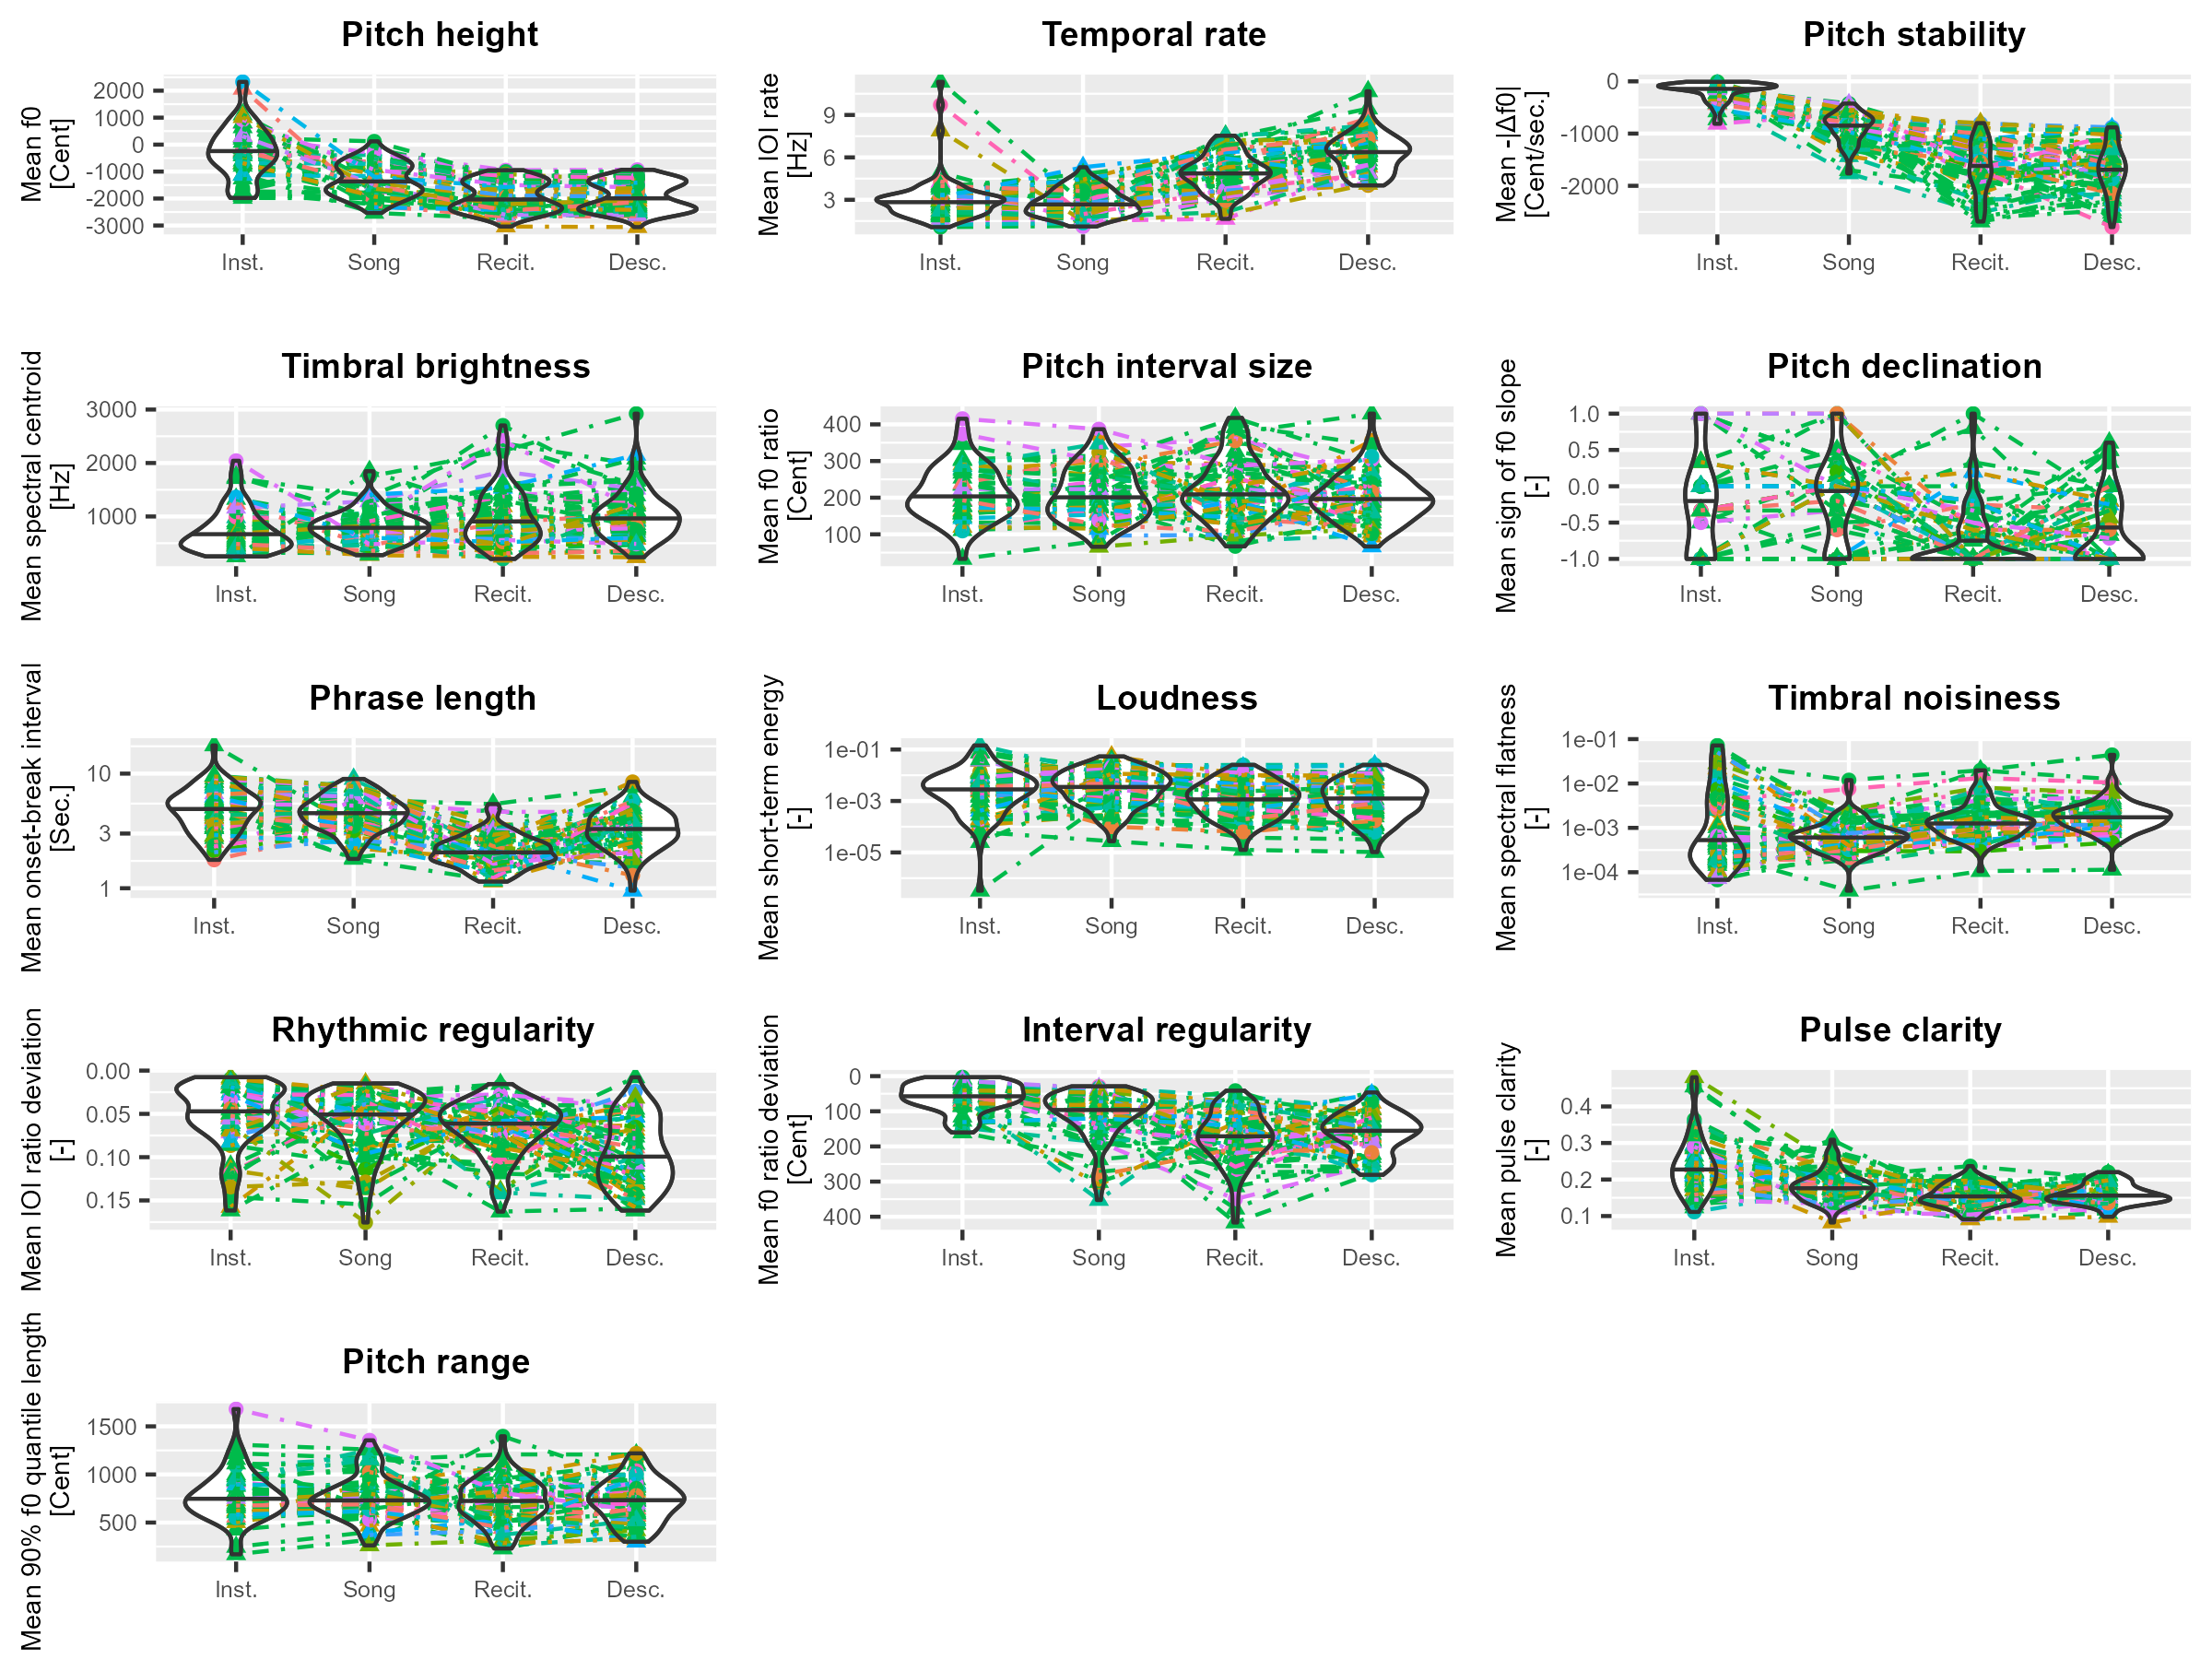 Pitch height
Mean f0
[Cent]
2000
1000
0
-1000
-2000
-3000
Inst. Song Recit. Desc.
Temporal rate
Mean IOI rate
[Hz]
9
6
3
Inst. Song Recit. Desc.
Pitch stability
Mean -|Δf0|
[Cent/sec.]
0
-1000
-2000
Inst. Song Recit. Desc.
Timbral brightness
Mean spectral centroid
[Hz]
3000
2000
1000
Inst. Song Recit. Desc.
Pitch interval size
Mean f0 ratio
[Cent]
400
300
200
100
Inst. Song Recit. Desc.
Pitch declination
Mean sign of f0 slope
[-]
1.0
0.5
0.0
-0.5
-1.0
Inst. Song Recit. Desc.
Phrase length
Mean onset-break interval
[Sec.]
10
3
1
Inst. Song Recit. Desc.
Loudness
Mean short-term energy
[-]
1e-01
1e-03
1e-05
Inst. Song Recit. Desc.
Timbral noisiness
Mean spectral flatness
[-]
1e-01
1e-02
1e-03
1e-04
Inst. Song Recit. Desc.
Rhythmic regularity
Mean IOI ratio deviation
[-]
0.00
0.05
0.10
0.15
Inst. Song Recit. Desc.
Interval regularity
Mean f0 ratio deviation
[Cent]
0
100
200
300
400
Inst. Song Recit. Desc.
Pulse clarity
Mean pulse clarity
[-]
0.4
0.3
0.2
0.1
Inst. Song Recit. Desc.
Pitch range
Mean 90% f0 quantile length
[Cent]
1500
1000
500
Inst. Song Recit. Desc.